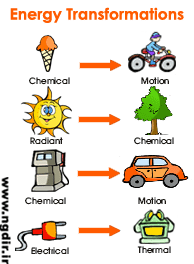 Energy Transformations
Chemical Motion
Radiant Chemical
Chemical Motion
Electrical Thermal
www.ngdir.ir